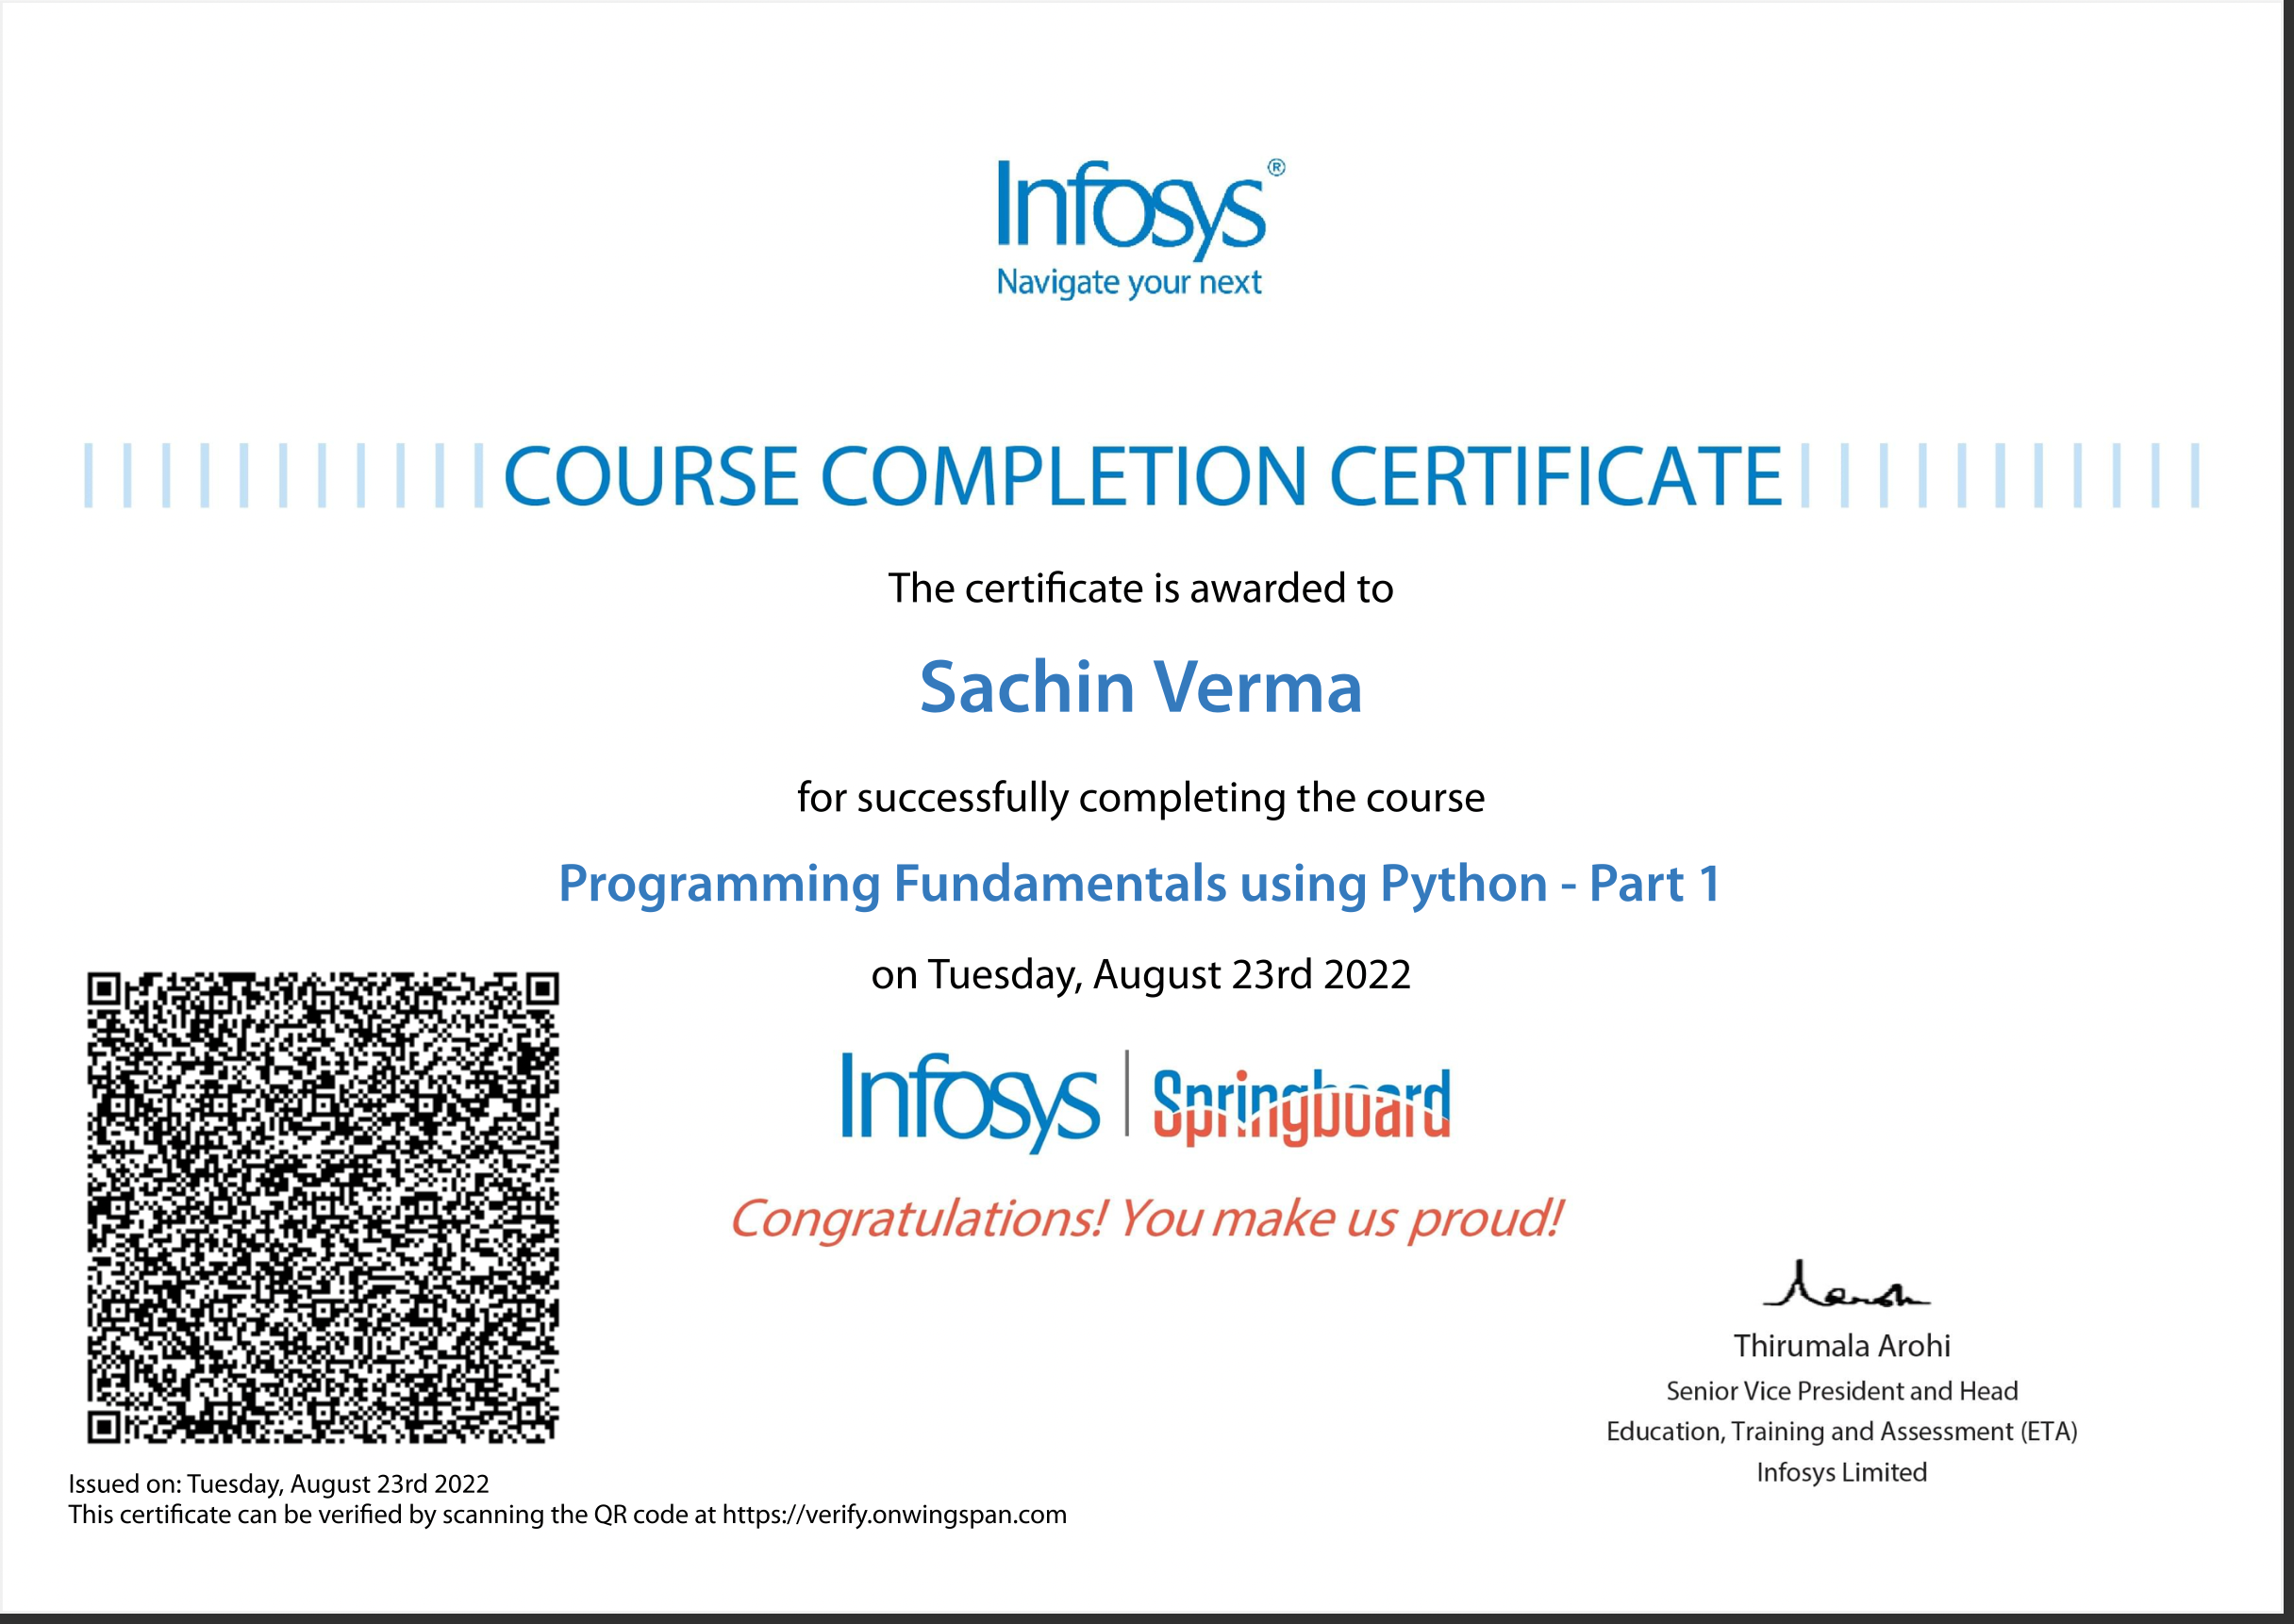 Infosys®
Navigate your next
COURSE COMPLETION CERTIFICATE
The certificate is awarded to
Sachin Verma
for successfully completing the course
Programming Fundamentals using Python - Part 1
on Tuesday, August 23rd 2022
Infosys | Springboard
Congratulations! You make us proud!
Thirumala Arohi
Senior Vice President and Head
Education, Training and Assessment (ETA)
Infosys Limited
Issued on: Tuesday, August 23rd 2022
This certificate can be verified by scanning the QR code at https://verify.onwingspan.com